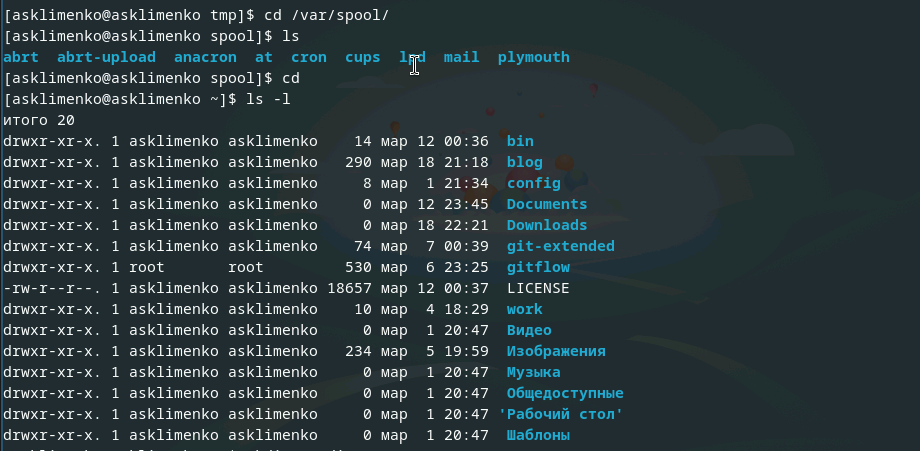 [asklimenko@asklimenko tmp]$ cd /var/spool/
[asklimenko@asklimenko spool]$ ls
abrt  abrt-upload  anacron  at  cron  cups  lpd  mail  plymouth
[asklimenko@asklimenko spool]$ cd
[asklimenko@asklimenko ~]$ ls -l
итого 20
drwxr-xr-x. 1 asklimenko asklimenko    14 мар 12 00:36  bin
drwxr-xr-x. 1 asklimenko asklimenko   290 мар 18 21:18  blog
drwxr-xr-x. 1 asklimenko asklimenko     8 мар  1 21:34  config
drwxr-xr-x. 1 asklimenko asklimenko     0 мар 12 23:45  Documents
drwxr-xr-x. 1 asklimenko asklimenko     0 мар 18 22:21  Downloads
drwxr-xr-x. 1 asklimenko asklimenko    74 мар  7 00:39  git-extended
drwxr-xr-x. 1 root       root         530 мар  6 23:25  gitflow
-rw-r--r--. 1 asklimenko asklimenko 18657 мар 12 00:37  LICENSE
drwxr-xr-x. 1 asklimenko asklimenko    10 мар  4 18:29  work
drwxr-xr-x. 1 asklimenko asklimenko     0 мар  1 20:47  Видео
drwxr-xr-x. 1 asklimenko asklimenko   234 мар  5 19:59  Изображения
drwxr-xr-x. 1 asklimenko asklimenko     0 мар  1 20:47  Музыка
drwxr-xr-x. 1 asklimenko asklimenko     0 мар  1 20:47  Общедоступные
drwxr-xr-x. 1 asklimenko asklimenko     0 мар  1 20:47 'Рабочий стол'
drwxr-xr-x. 1 asklimenko asklimenko     0 мар  1 20:47  Шаблоны